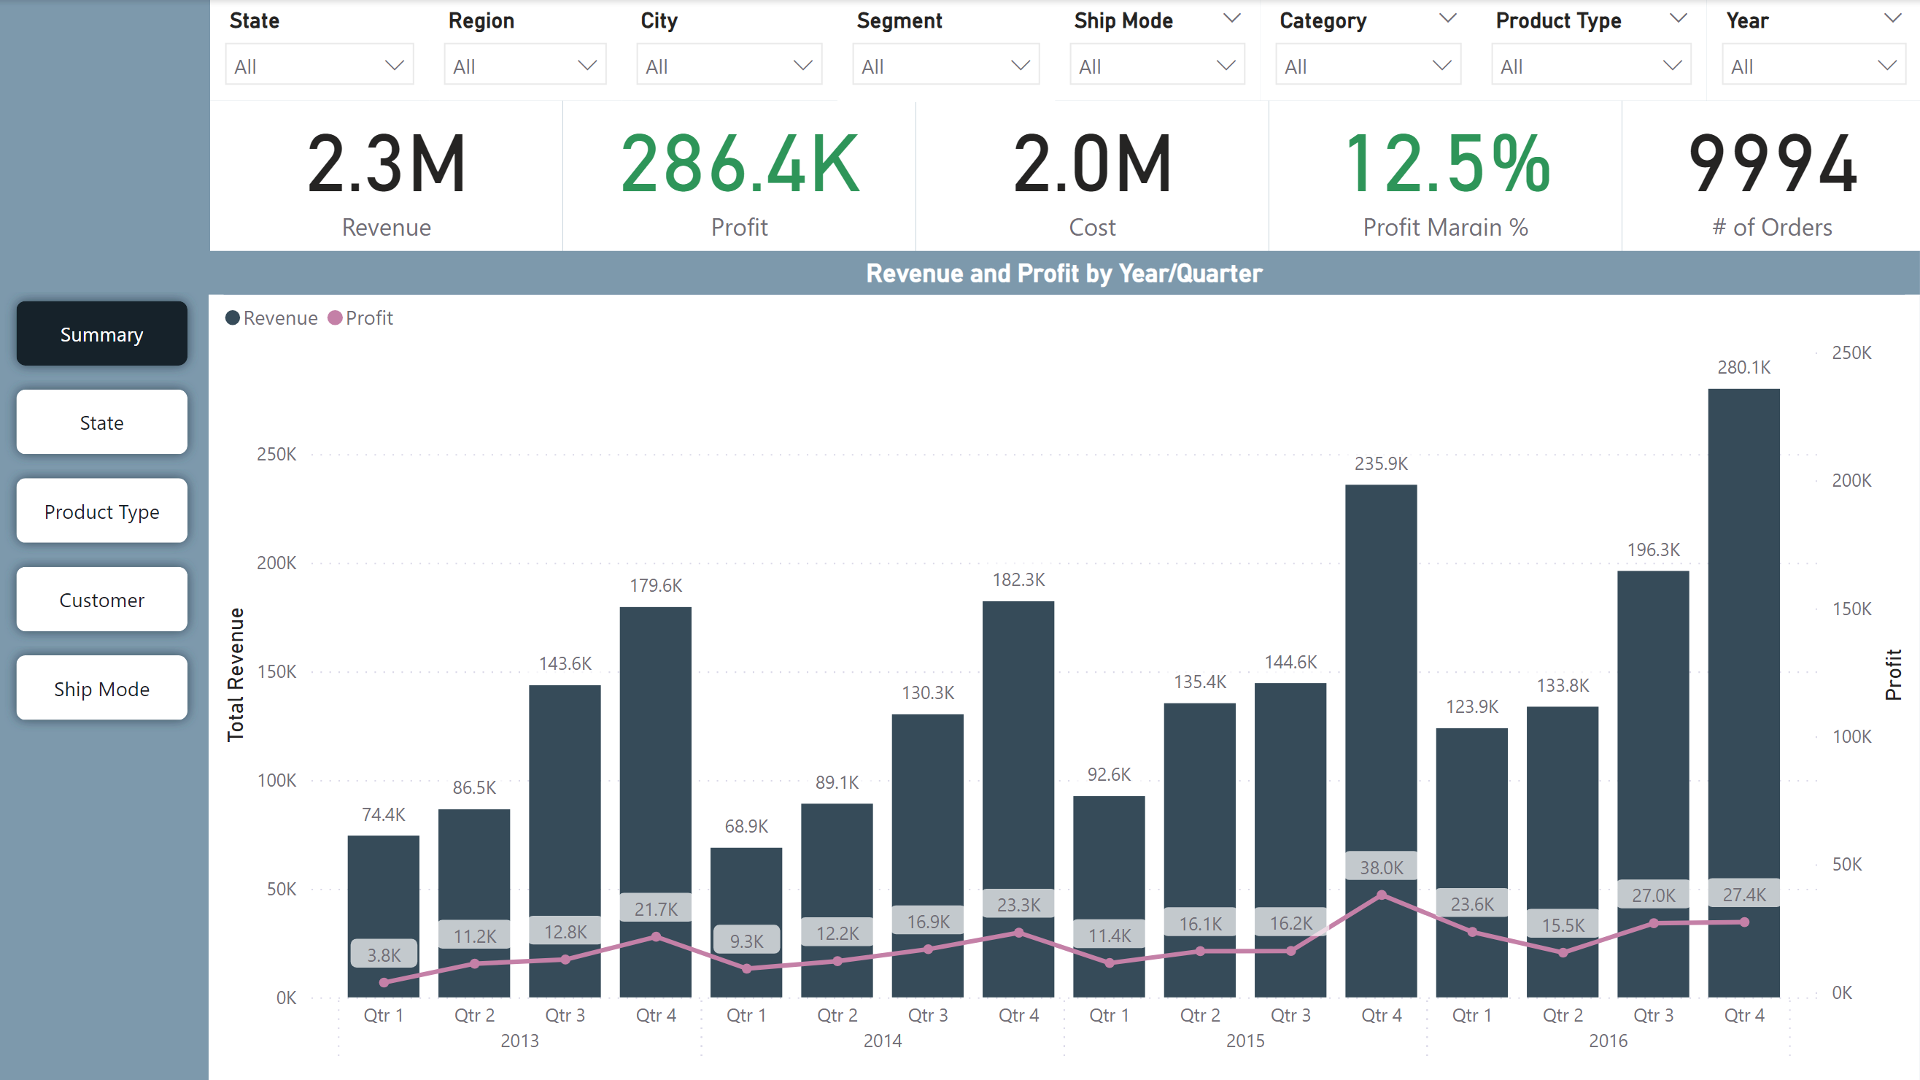 State Region City Segment Ship Mode Category Product Type Year
All All All All All All All All
2.3M 286.4K 2.0M 12.5% 9994
Revenue Profit Cost Profit Margin % # of Orders
Revenue and Profit by Year/Quarter
Summary
State
Product Type
Customer
Ship Mode
Revenue Profit
Total Revenue
250K
200K
150K
100K
50K
0K
74.4K
86.5K
143.6K
179.6K
68.9K
89.1K
130.3K
182.3K
92.6K
135.4K
144.6K
235.9K
123.9K
133.8K
196.3K
280.1K
3.8K
11.2K
12.8K
21.7K
9.3K
12.2K
16.9K
23.3K
11.4K
16.1K
16.2K
38.0K
23.6K
15.5K
27.0K
27.4K
250K
200K
150K
100K
50K
0K
Profit
Qtr 1 Qtr 2 Qtr 3 Qtr 4 Qtr 1 Qtr 2 Qtr 3 Qtr 4 Qtr 1 Qtr 2 Qtr 3 Qtr 4 Qtr 1 Qtr 2 Qtr 3 Qtr 4
2013 2014 2015 2016